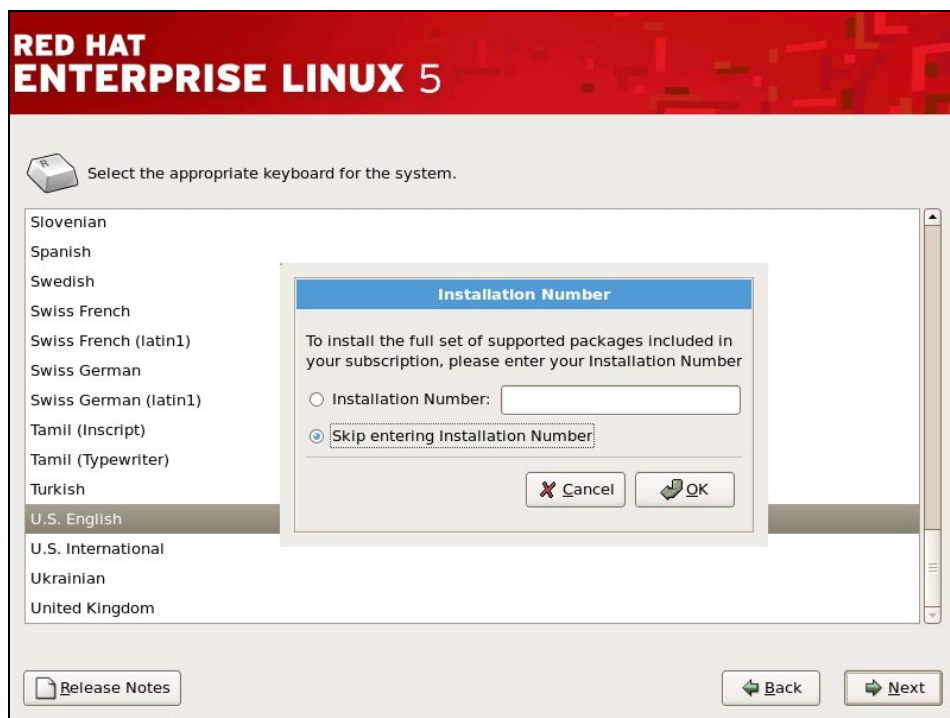 RED HAT
ENTERPRISE LINUX 5
Select the appropriate keyboard for the system.
Slovenian
Spanish
Swedish
Swiss French
Swiss French (latin1)
Swiss German
Swiss German (latin1)
Tamil (Inscript)
Tamil (Typewriter)
Turkish
U.S. English
U.S. International
Ukrainian
United Kingdom
Installation Number
To install the full set of supported packages included in
your subscription, please enter your Installation Number
Installation Number:
Skip entering Installation Number
Cancel
OK
Release Notes
Back
Next